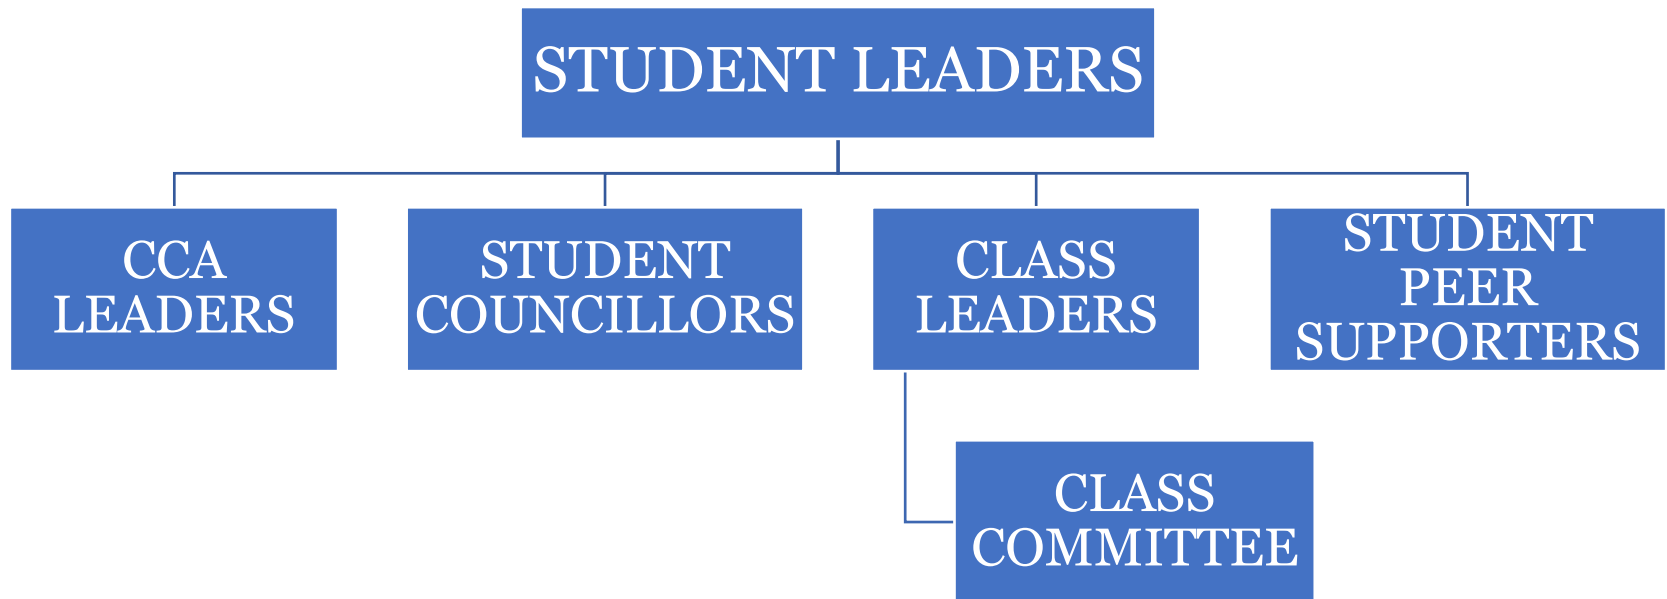 STUDENT LEADERS
CCA
LEADERS
STUDENT
COUNCILLORS
CLASS
LEADERS
STUDENT
PEER
SUPPORTERS
CLASS
COMMITTEE